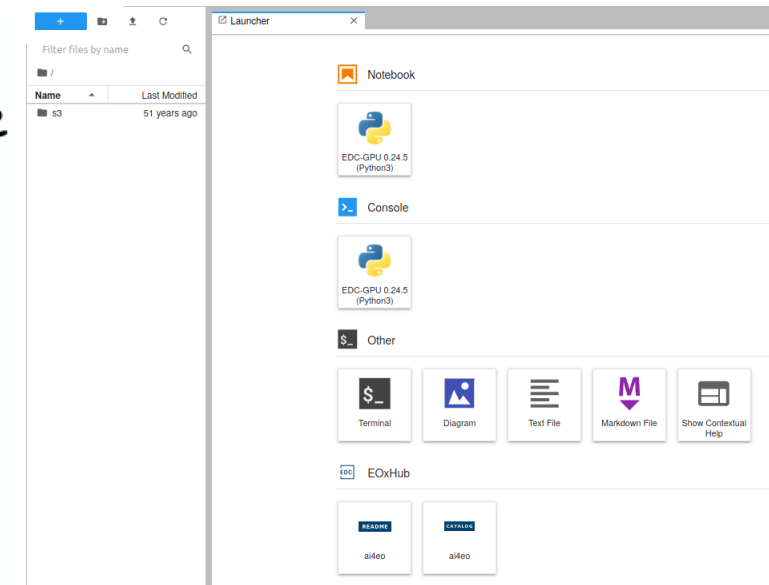 +
Launcher
Filter files by name
/
Name Last Modified
s3 51 years ago
Notebook
EDC-GPU 0.24.5
(Python3)
>_ Console
EDC-GPU 0.24.5
(Python3)
$_ Other
$_
Terminal
Diagram
Text File
M
Markdown File
Show Contextual
Help
EDC EOxHub
README
ai4eo
CATALOG
ai4eo